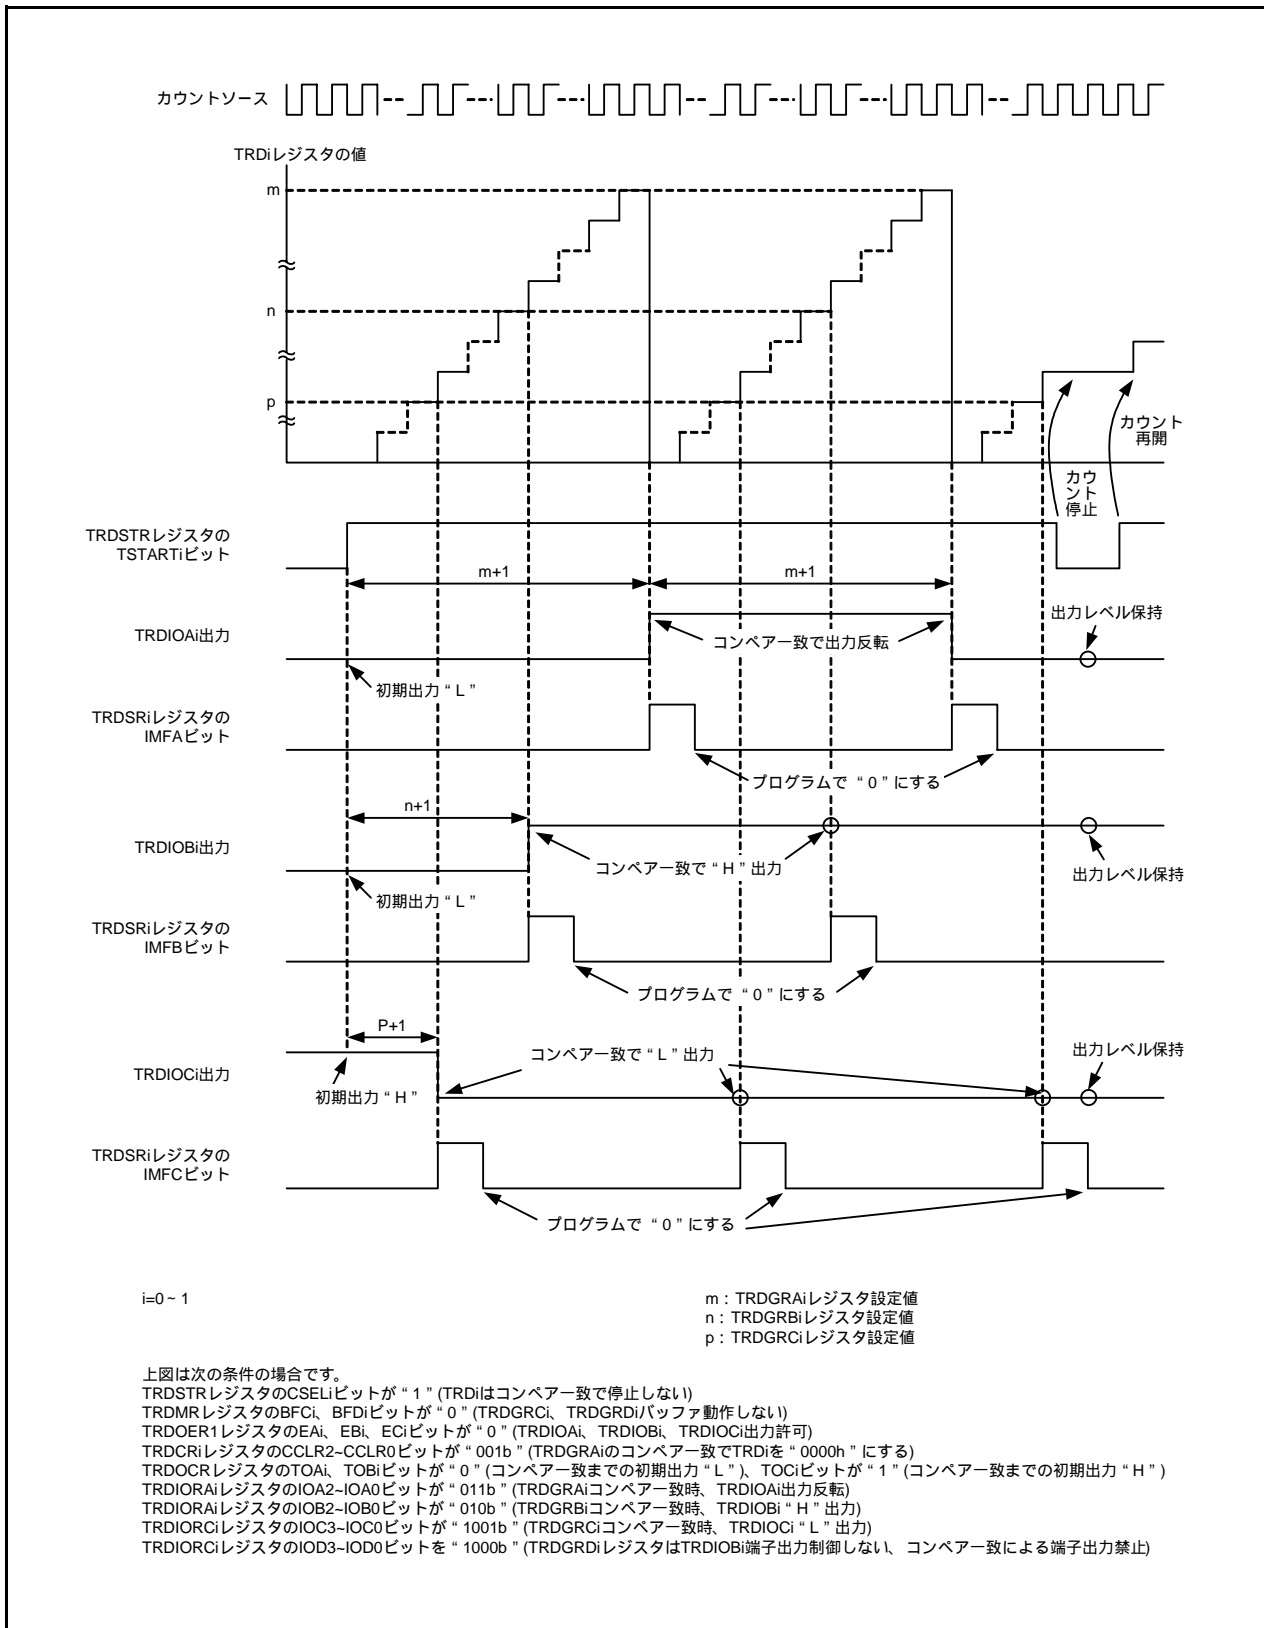 カウントソース
TRDiレジスタの値
m
n
p
カウント
再開
カウ
ント
停止
TRDSTRレジスタの
TSTARTiビット
m+1
m+1
出力レベル保持
TRDIOAi出力
コンペア一致で出力反転
初期出力“ L ”
TRDSRiレジスタの
IMFAビット
プログラムで “ 0 ” にする
n+1
TRDIOBi出力
コンペア一致で “ H ” 出力
出力レベル保持
初期出力“ L ”
TRDSRiレジスタの
IMFBビット
プログラムで “ 0 ” にする
P+1
コンペア一致で “ L ” 出力
出力レベル保持
TRDIOCi出力
初期出力“ H ”
TRDSRiレジスタの
IMFCビット
プログラムで “ 0 ” にする
i=0~ 1
m : TRDGRAiレジスタ設定値
n : TRDGRBiレジスタ設定値
p : TRDGRCiレジスタ設定値
上図は次の条件の場合です。
TRDSTRレジスタのCSELiビットが “ 1 ” (TRDiはコンペア一致で停止しない)
TRDMRレジスタのBFCi、BFDiビットが “ 0 ” (TRDGRCi、TRDGRDiバッファ動作しない)
TRDOER1レジスタのEAi、EBi、ECiビットが “ 0 ” (TRDIOAi、TRDIOBi、TRDIOCi出力許可)
TRDCRiレジスタのCCLR2~CCLR0ビットが “ 001b ” (TRDGRAiのコンペア一致でTRDiを “ 0000h ” にする)
TRDOCRレジスタのTOAi、TOBiビットが “ 0 ” (コンペア一致までの初期出力 “ L ” )、TOCiビットが “ 1 ” (コンペア一致までの初期出力 “ H ” )
TRDIORAiレジスタのIOA2~IOA0ビットが “ 011b ” (TRDGRAiコンペア一致時、TRDIOAi出力反転)
TRDIORAiレジスタのIOB2~IOB0ビットが “ 010b ” (TRDGRBiコンペア一致時、TRDIOBi “ H ” 出力)
TRDIORCiレジスタのIOC3~IOC0ビットが “ 1001b ” (TRDGRCiコンペア一致時、TRDIOCi “ L ” 出力)
TRDIORCiレジスタのIOD3~IOD0ビットを “ 1000b ” (TRDGRDiレジスタはTRDIOBi端子出力制御しない、コンペア一致による端子出力禁止)